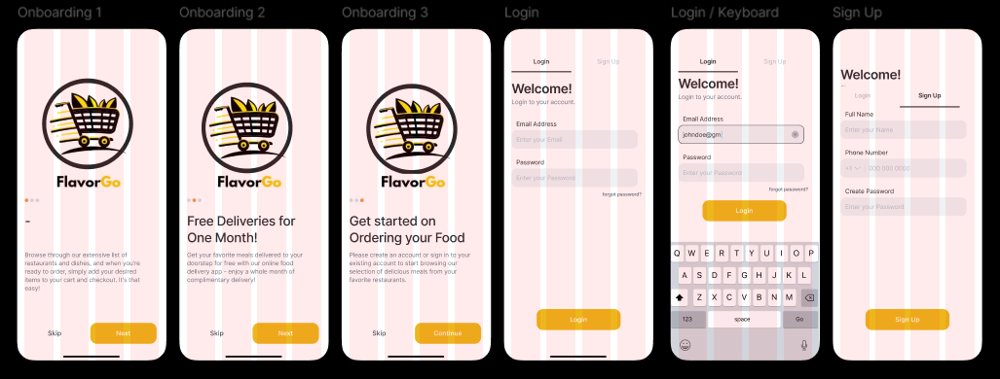 Onboarding 1
FlavorGo
-
Browse through our extensive list of
restaurants and dishes, and when you're
ready to order, simply add your desired
items to your cart and checkout. It's that
easy!
Skip
Next
Onboarding 2
FlavorGo
Free Deliveries for
One Month!
Get your favorite meals delivered to your
doorstep for free with our online food
delivery app - enjoy a whole month of
complimentary delivery!
Skip
Next
Onboarding 3
FlavorGo
Get started on
Ordering your Food
Please create an account or sign in to your
existing account to start browsing our
selection of delicious meals from your
favorite restaurants.
Skip
Continue
Login
Login
Sign Up
Welcome!
Login to your account.
Email Address
Enter your Email
Password
Enter your Password
forgot password?
Login
Login / Keyboard
Login
Sign Up
Welcome!
Login to your account.
Email Address
johndoe@gm
Password
Enter your Password
forgot password?
Login
Q W E R T Y U I O P
A S D F G H J K L
Z X C V B N M
123
space
Go
Sign Up
Welcome!
Login
Sign Up
Full Name
Enter your Name
Phone Number
+1
000 000 0000
Create Password
Enter your Password
Sign Up